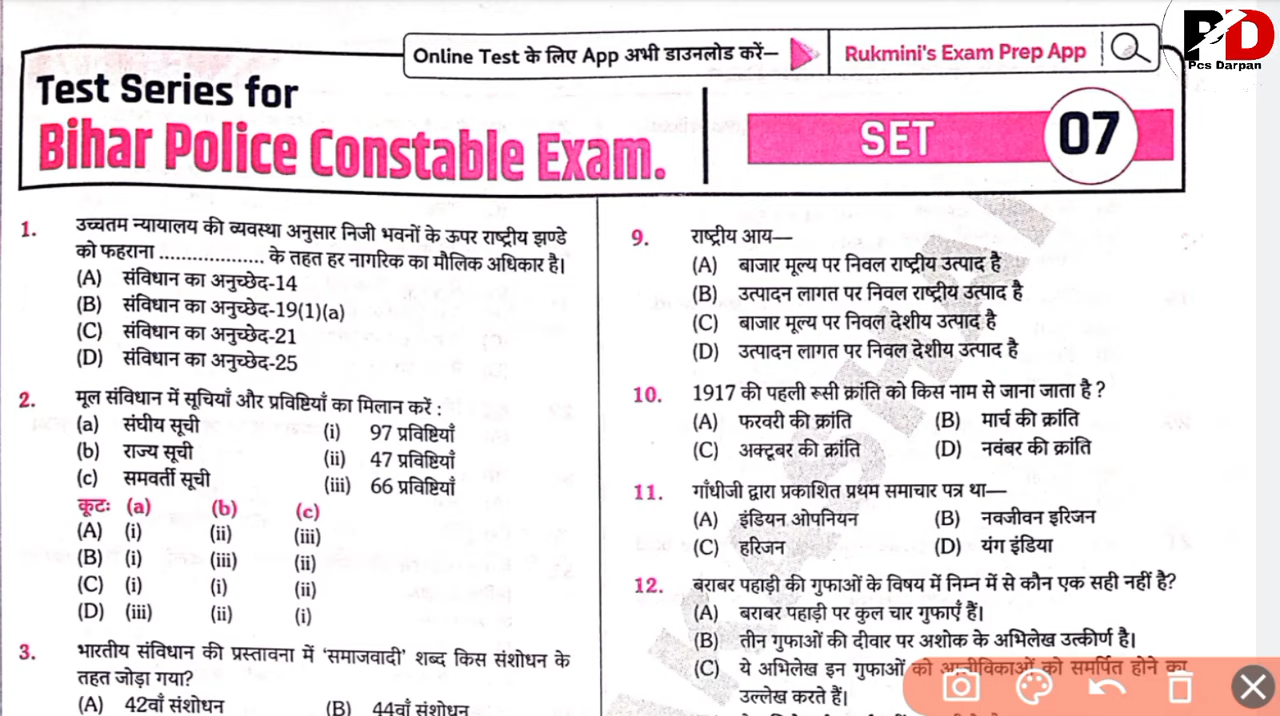 Online Test के लिए App अभी डाउनलोड करें—
Rukmini's Exam Prep App
PD
Pcs Darpan
Test Series for
Bihar Police Constable Exam.
SET
07
1. उच्चतम न्यायालय की व्यवस्था अनुसार निजी भवनों के ऊपर राष्ट्रीय झण्डे
को फहराना ................... के तहत हर नागरिक का मौलिक अधिकार है।
(A) संविधान का अनुच्छेद-14
(B) संविधान का अनुच्छेद-19(1)(a)
(C) संविधान का अनुच्छेद-21
(D) संविधान का अनुच्छेद-25
2. मूल संविधान में सूचियाँ और प्रविष्टियाँ का मिलान करें :
(a) संघीय सूची (i) 97 प्रविष्टियाँ
(b) राज्य सूची (ii) 47 प्रविष्टियाँ
(c) समवर्ती सूची (iii) 66 प्रविष्टियाँ
कूटः (a) (b) (c)
(A) (i) (ii) (iii)
(B) (i) (iii) (ii)
(C) (i) (i) (ii)
(D) (iii) (ii) (i)
3. भारतीय संविधान की प्रस्तावना में ‘समाजवादी’ शब्द किस संशोधन के
तहत जोड़ा गया?
(A) 42वाँ संशोधन (B) 44वाँ संशोधन
9. राष्ट्रीय आय—
(A) बाजार मूल्य पर निवल राष्ट्रीय उत्पाद है
(B) उत्पादन लागत पर निवल राष्ट्रीय उत्पाद है
(C) बाजार मूल्य पर निवल देशीय उत्पाद है
(D) उत्पादन लागत पर निवल देशीय उत्पाद है
10. 1917 की पहली रूसी क्रांति को किस नाम से जाना जाता है ?
(A) फरवरी की क्रांति (B) मार्च की क्रांति
(C) अक्टूबर की क्रांति (D) नवंबर की क्रांति
11. गाँधीजी द्वारा प्रकाशित प्रथम समाचार पत्र था—
(A) इंडियन ओपनियन (B) नवजीवन इरिजन
(C) हरिजन (D) यंग इंडिया
12. बराबर पहाड़ी की गुफाओं के विषय में निम्न में से कौन एक सही नहीं है?
(A) बराबर पहाड़ी पर कुल चार गुफाएँ हैं।
(B) तीन गुफाओं की दीवार पर अशोक के अभिलेख उत्कीर्ण है।
(C) ये अभिलेख इन गुफाओं को आजीविकाओं को समर्पित होने का
उल्लेख करते हैं।